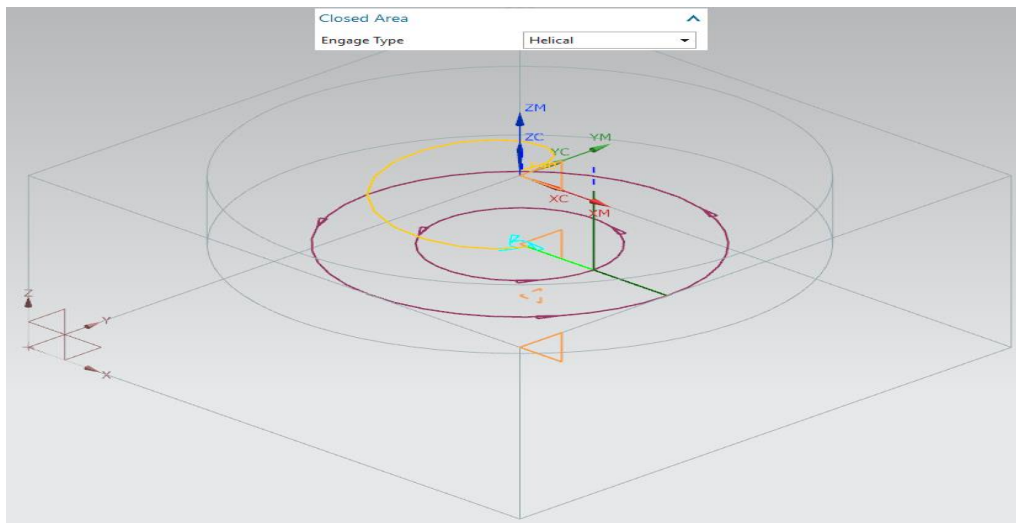 Closed Area
Engage Type Helical
ZM
ZC
YM
YC
XC
XM
Z
Y
X